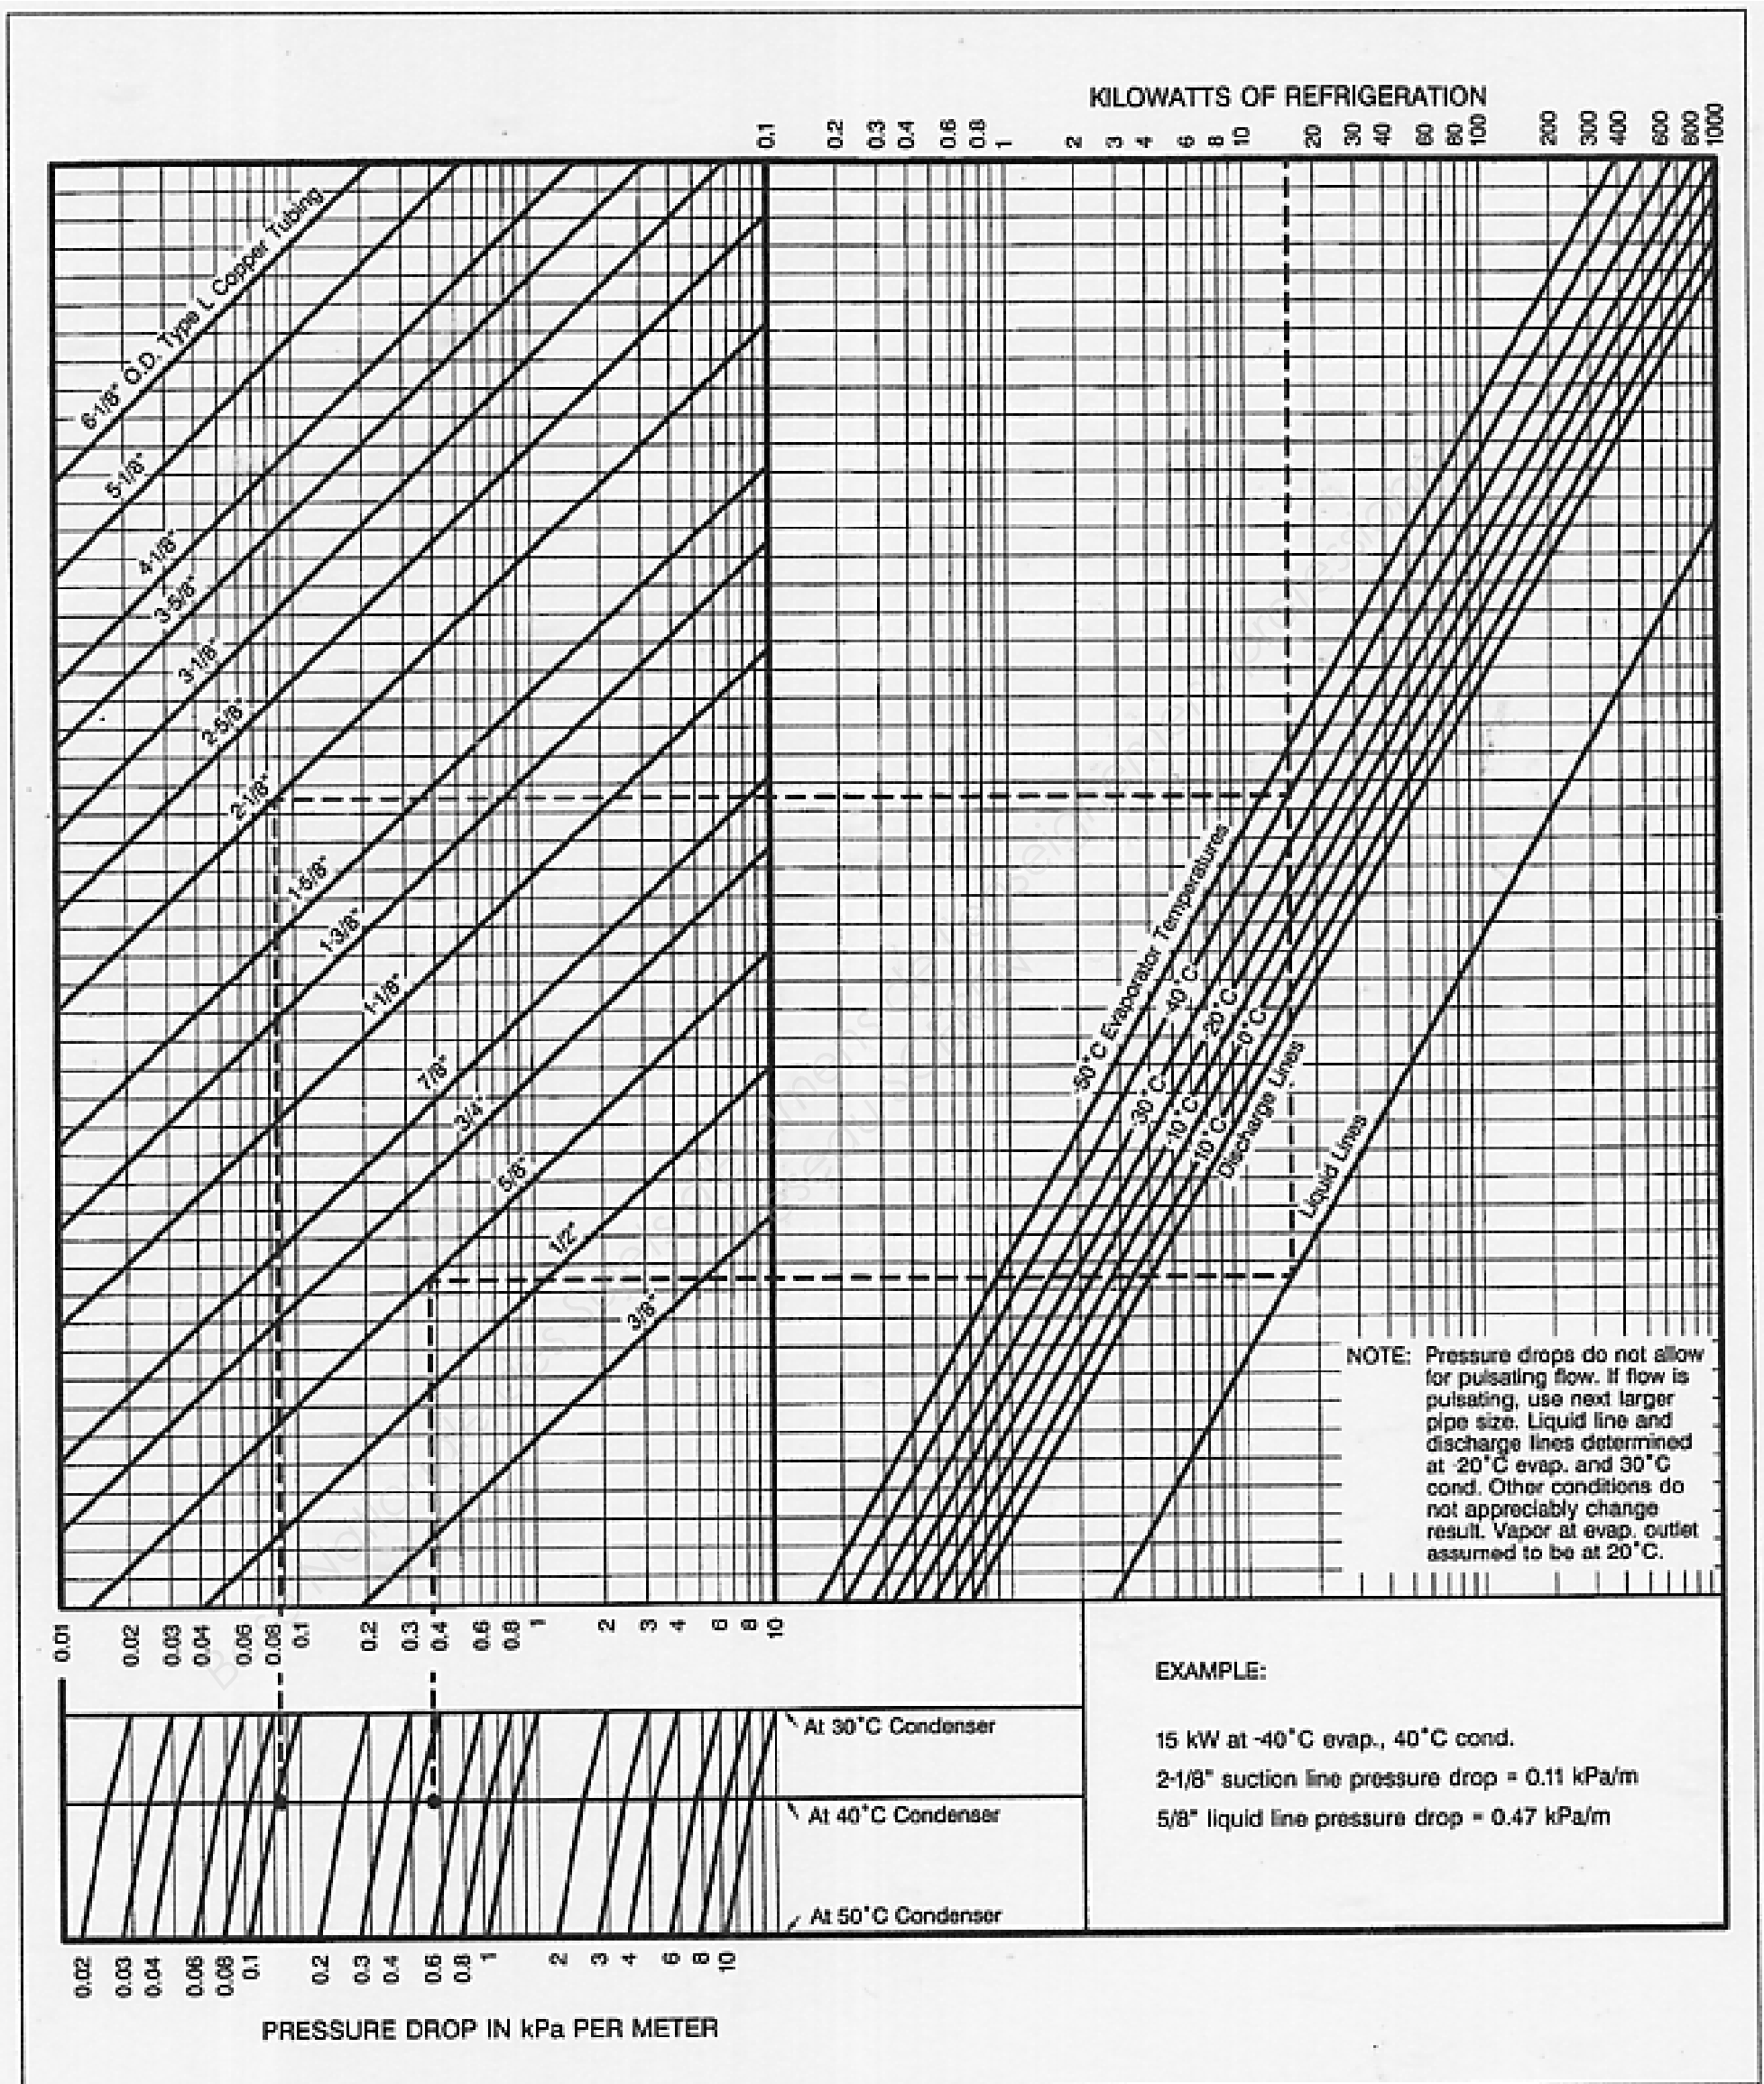 KILOWATTS OF REFRIGERATION
0.1 0.2 0.3 0.4 0.6 0.8 1 2 3 4 6 8 10 20 30 40 60 80 100 200 300 400 600 800 1000
6-1/8" O.D. Type L Copper Tubing
5-1/8"
4-1/8"
3-5/8"
3-1/8"
2-5/8"
2-1/8"
1-5/8"
1-3/8"
1-1/8"
7/8"
3/4"
5/8"
1/2"
3/8"
-50°C Evaporator Temperatures
-40°C
-30°C
-20°C
-10°C
0°C
10°C
Discharge Lines
Liquid Lines
NOTE: Pressure drops do not allow
for pulsating flow. If flow is
pulsating, use next larger
pipe size. Liquid line and
discharge lines determined
at -20°C evap. and 30°C
cond. Other conditions do
not appreciably change
result. Vapor at evap. outlet
assumed to be at 20°C.
0.01 0.02 0.03 0.04 0.06 0.08 0.1 0.2 0.3 0.4 0.6 0.8 1 2 3 4 6 8 10
At 30°C Condenser
At 40°C Condenser
At 50°C Condenser
0.02 0.03 0.04 0.06 0.08 0.1 0.2 0.3 0.4 0.6 0.8 1 2 3 4 6 8 10
PRESSURE DROP IN kPa PER METER
EXAMPLE:
15 kW at -40°C evap., 40°C cond.
2-1/8" suction line pressure drop = 0.11 kPa/m
5/8" liquid line pressure drop = 0.47 kPa/m